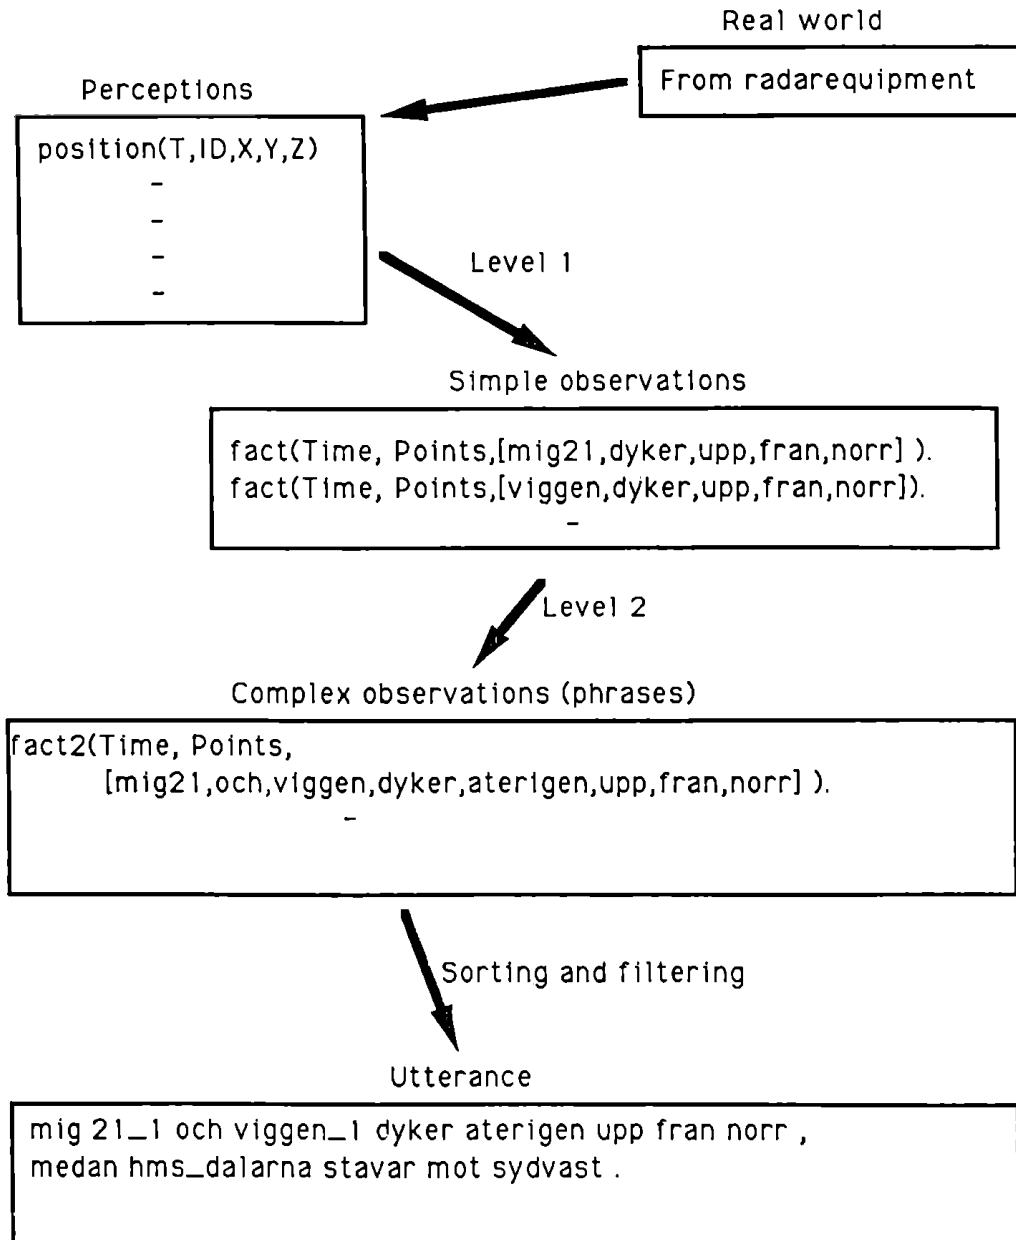 Real world
From radarequipment
Perceptions
position(T,ID,X,Y,Z)
-
-
-
-
Level 1
Simple observations
fact(Time, Points,[mig21,dyker,upp,fran,norr] ).
fact(Time, Points,[viggen,dyker,upp,fran,norr]).
-
Level 2
Complex observations (phrases)
fact2(Time, Points,
[mig21,och,viggen,dyker,aterigen,upp,fran,norr] ).
-
Sorting and filtering
Utterance
mig 21_1 och viggen_1 dyker aterigen upp fran norr ,
medan hms_dalarna stavar mot sydvast .